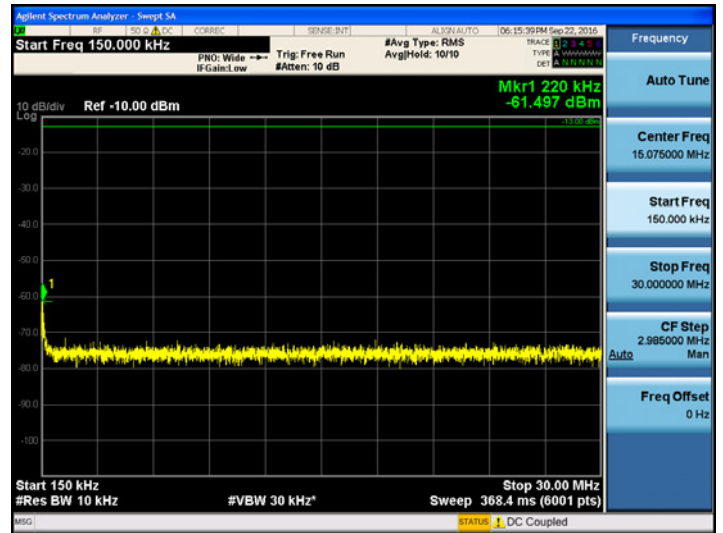 Agilent Spectrum Analyzer - Swept SA
RF 50 Ω DC CORREC SENSE:INT ALIGN AUTO 06:15:39 PM Sep 22, 2016
Start Freq 150.000 kHz
PNO: Wide
IFGain:Low
Trig: Free Run
#Atten: 10 dB
#Avg Type: RMS
Avg|Hold: 10/10
TRACE 1 2 3 4 5 6
TYPE A WWWWW
DET A N N N N N
Mkr1 220 kHz
-61.497 dBm
10 dB/div Ref -10.00 dBm
Log
-13.00 dBm
-20.0
-30.0
-40.0
-50.0
1
-60.0
-70.0
-80.0
-90.0
-100
Start 150 kHz Stop 30.00 MHz
#Res BW 10 kHz #VBW 30 kHz* Sweep 368.4 ms (6001 pts)
MSG STATUS DC Coupled
Frequency
Auto Tune
Center Freq
15.075000 MHz
Start Freq
150.000 kHz
Stop Freq
30.000000 MHz
CF Step
2.985000 MHz
Auto Man
Freq Offset
0 Hz